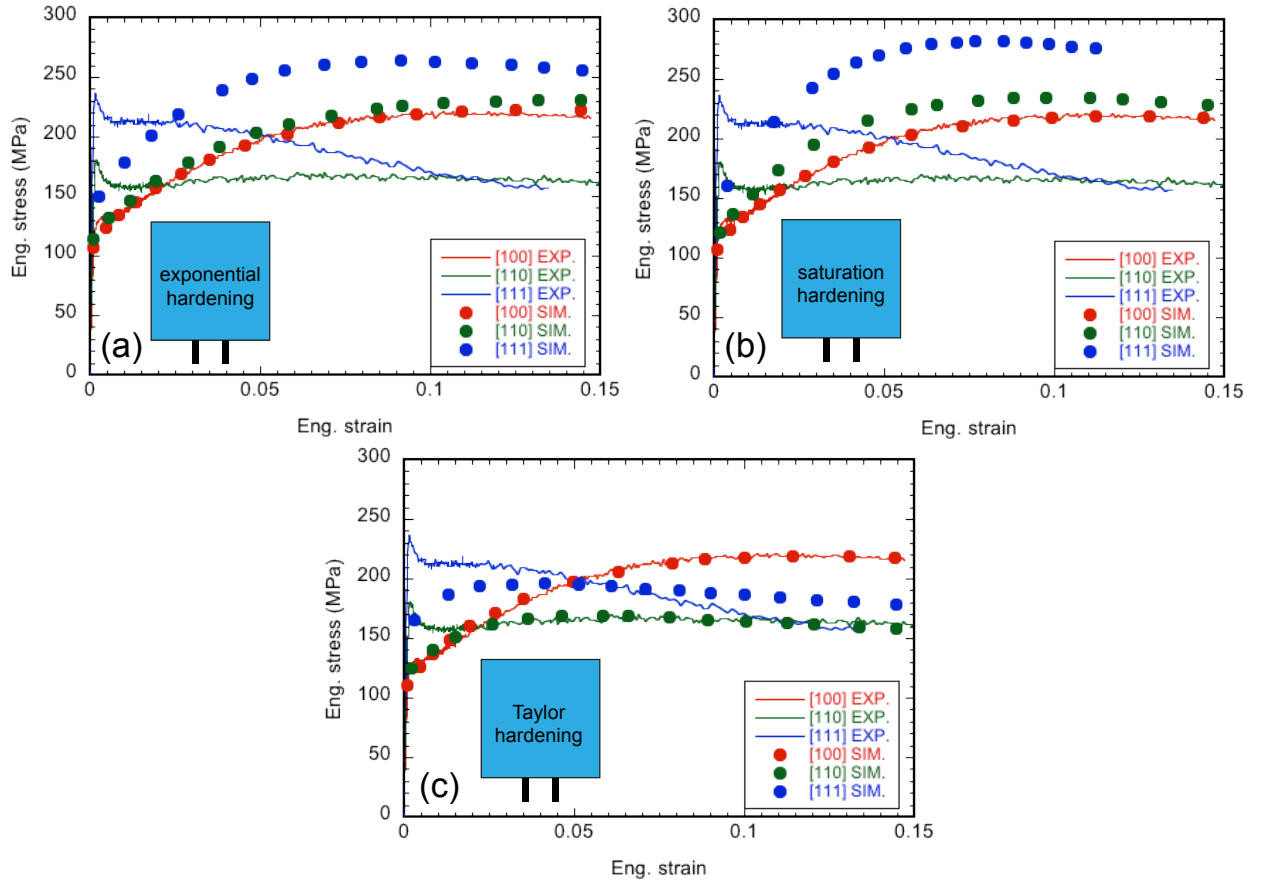 300
250
200
150
100
50
0
Eng. stress (MPa)
exponential
hardening
(a)
[100] EXP.
[110] EXP.
[111] EXP.
[100] SIM.
[110] SIM.
[111] SIM.
0
0.05
0.1
0.15
Eng. strain
300
250
200
150
100
50
0
Eng. stress (MPa)
saturation
hardening
(b)
[100] EXP.
[110] EXP.
[111] EXP.
[100] SIM.
[110] SIM.
[111] SIM.
0
0.05
0.1
0.15
Eng. strain
300
250
200
150
100
50
0
Eng. stress (MPa)
Taylor
hardening
(c)
[100] EXP.
[110] EXP.
[111] EXP.
[100] SIM.
[110] SIM.
[111] SIM.
0
0.05
0.1
0.15
Eng. strain